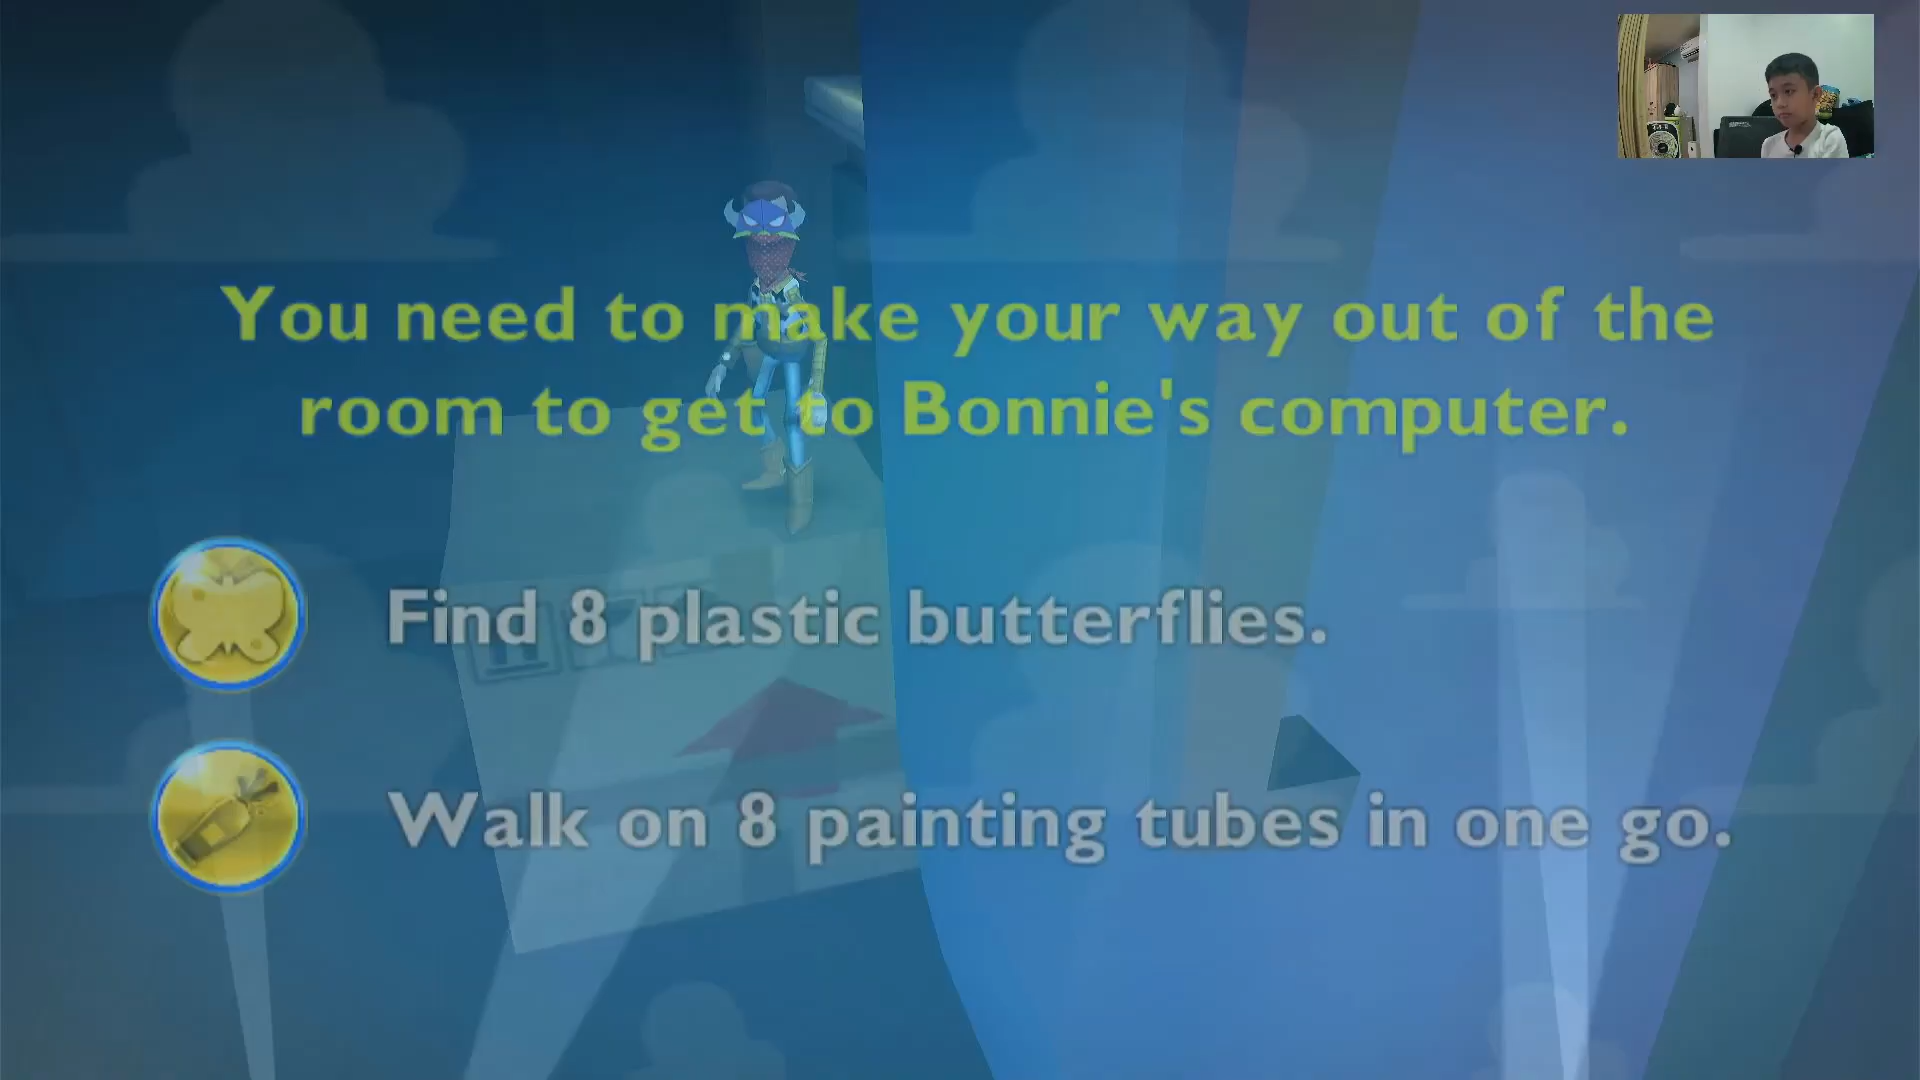 You need to make your way out of the
room to get to Bonnie's computer.
Find 8 plastic butterflies.
Walk on 8 painting tubes in one go.